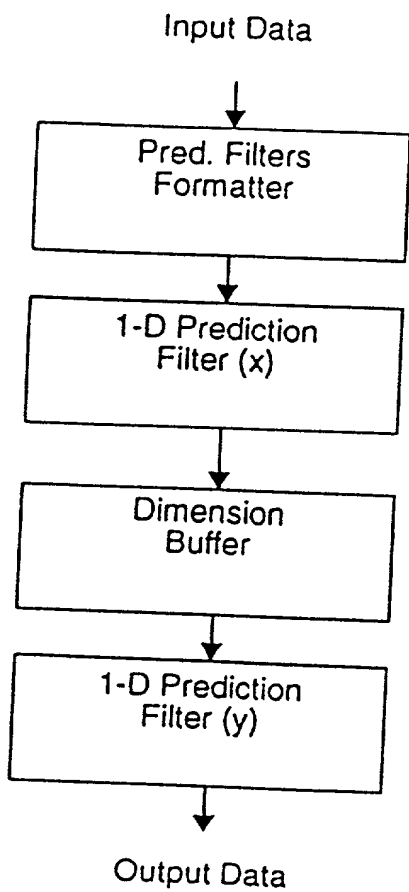 Input Data
Pred. Filters
Formatter
1-D Prediction
Filter (x)
Dimension
Buffer
1-D Prediction
Filter (y)
Output Data